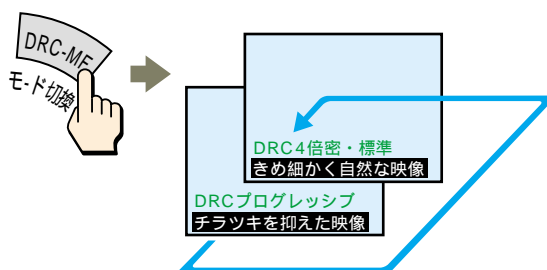 DRC-MF
モード切換
DRC4倍密・標準
きめ細かく自然な映像
DRCプログレッシブ
チラツキを抑えた映像